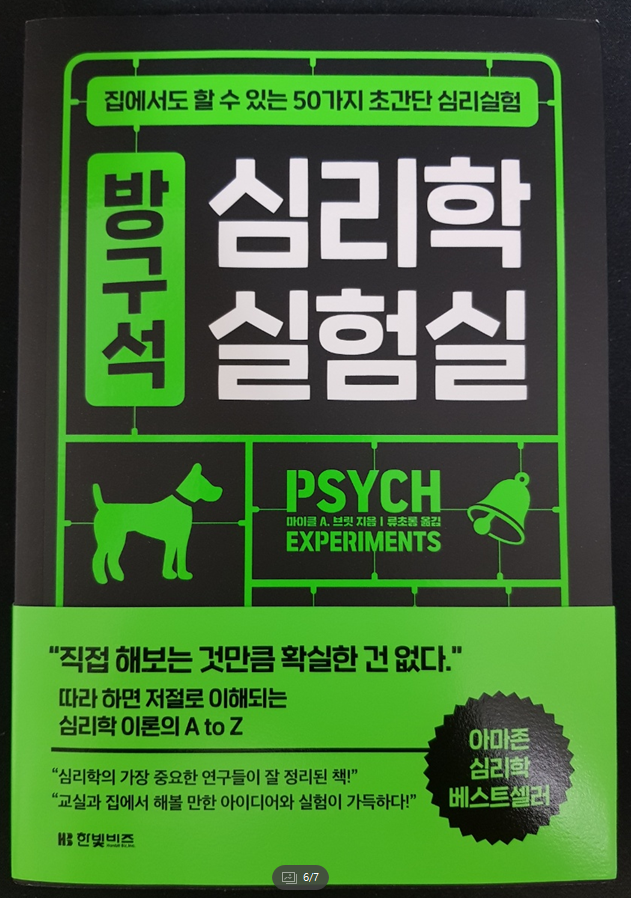 집에서도 할 수 있는 50가지 초간단 심리실험
방구석
심리학
실험실
PSYCH
마이클 A. 브릿 지음 | 류초롱 옮김
EXPERIMENTS
“직접 해보는 것만큼 확실한 건 없다.”
따라 하면 저절로 이해되는
심리학 이론의 A to Z
“심리학의 가장 중요한 연구들이 잘 정리된 책!”
“교실과 집에서 해볼 만한 아이디어와 실험이 가득하다!”
아마존
심리학
베스트셀러
HB 한빛비즈
6/7